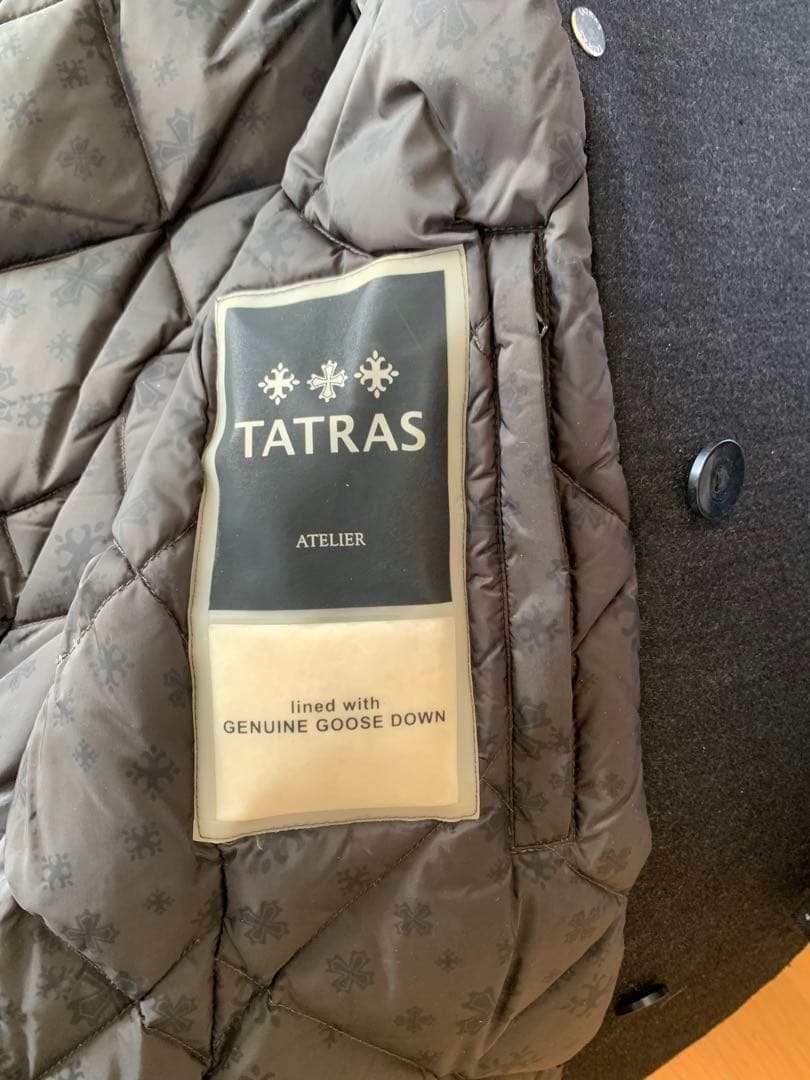 TATRAS
ATELIER
lined with
GENUINE GOOSE DOWN